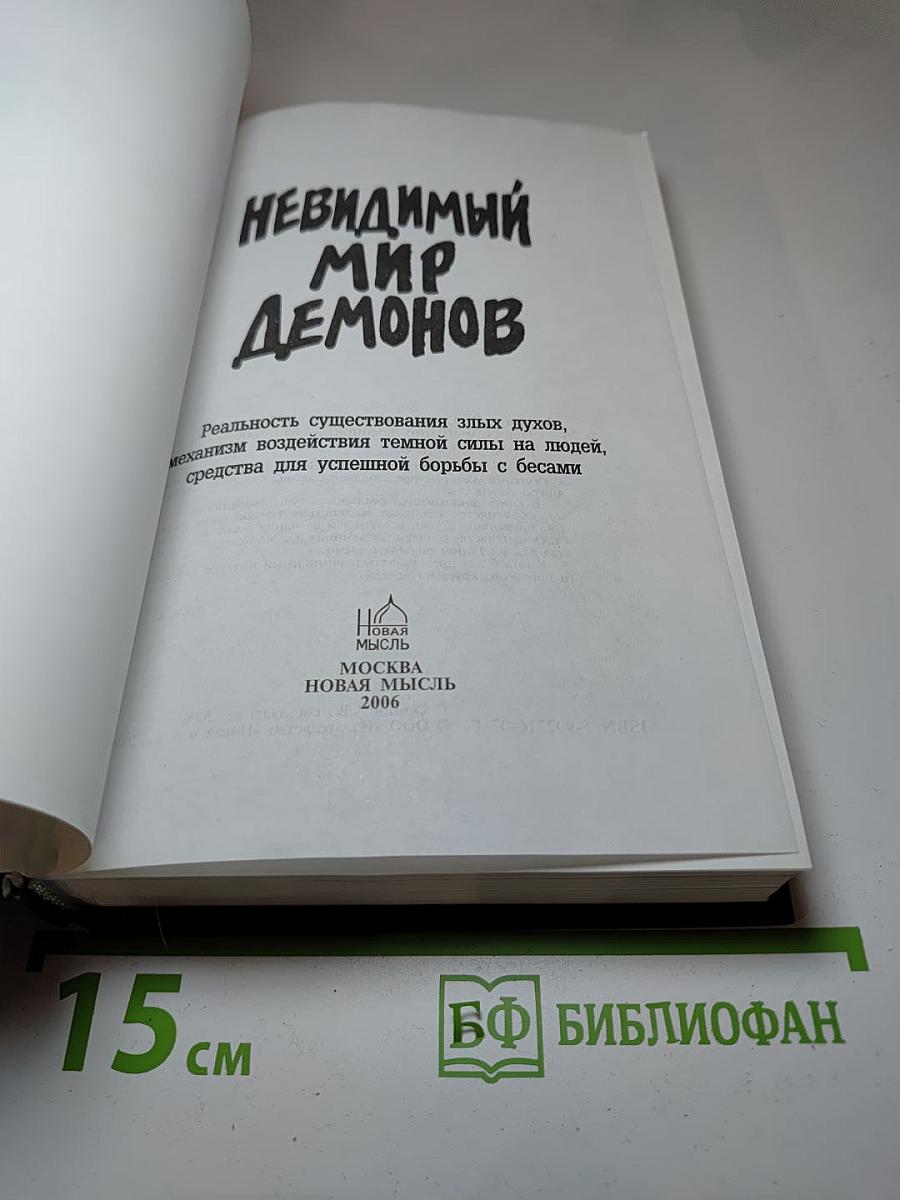 НЕВИДИМЫЙ
МИР
ДЕМОНОВ
Реальность существования злых духов,
механизм воздействия темной силы на людей,
средства для успешной борьбы с бесами
НОВАЯ
МЫСЛЬ
МОСКВА
НОВАЯ МЫСЛЬ
2006
15 см
БФ БИБЛИОФАН